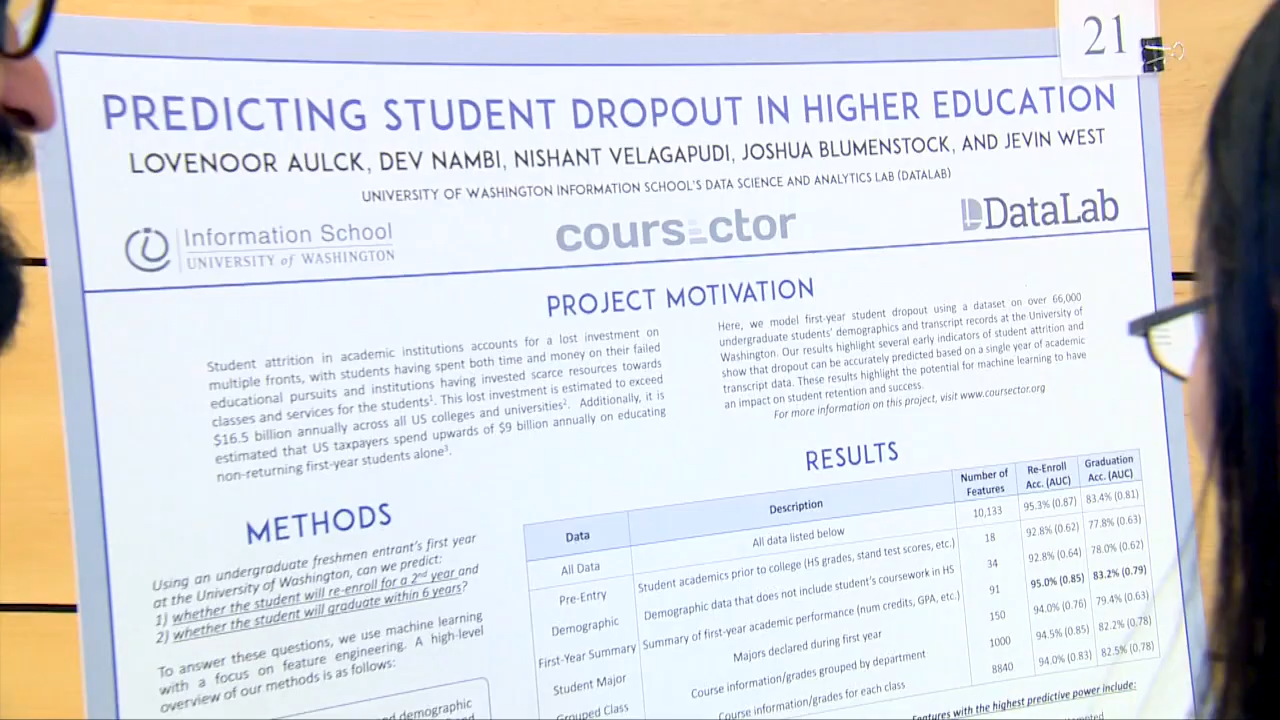 21
PREDICTING STUDENT DROPOUT IN HIGHER EDUCATION
LOVENOOR AULCK, DEV NAMBI, NISHANT VELAGAPUDI, JOSHUA BLUMENSTOCK, AND JEVIN WEST
UNIVERSITY OF WASHINGTON INFORMATION SCHOOL'S DATA SCIENCE AND ANALYTICS LAB (DATALAB)
Information School
UNIVERSITY of WASHINGTON
coursector
DataLab
PROJECT MOTIVATION
Student attrition in academic institutions accounts for a lost investment on
multiple fronts, with students having spent both time and money on their failed
educational pursuits and institutions having invested scarce resources towards
classes and services for the students¹. This lost investment is estimated to exceed
$16.5 billion annually across all US colleges and universities². Additionally, it is
estimated that US taxpayers spend upwards of $9 billion annually on educating
non-returning first-year students alone³.
Here, we model first-year student dropout using a dataset on over 66,000
undergraduate students' demographics and transcript records at the University of
Washington. Our results highlight several early indicators of student attrition and
show that dropout can be accurately predicted based on a single year of academic
transcript data. These results highlight the potential for machine learning to have
an impact on student retention and success.
For more information on this project, visit www.coursector.org
METHODS
Using an undergraduate freshmen entrant's first year
at the University of Washington, can we predict:
1) whether the student will re-enroll for a 2nd year and
2) whether the student will graduate within 6 years?
To answer these questions, we use machine learning
with a focus on feature engineering. A high-level
overview of our methods is as follows:
demographic
RESULTS
Data Description Number of Features Re-Enroll Acc. (AUC) Graduation Acc. (AUC)
All Data All data listed below 10,133 95.3% (0.87) 83.4% (0.81)
Pre-Entry Student academics prior to college (HS grades, stand test scores, etc.) 18 92.8% (0.62) 77.8% (0.63)
Demographic Demographic data that does not include student's coursework in HS 34 92.8% (0.64) 78.0% (0.62)
First-Year Summary Summary of first-year academic performance (num credits, GPA, etc.) 91 95.0% (0.85) 83.2% (0.79)
Student Major Majors declared during first year 150 94.0% (0.76) 79.4% (0.63)
Grouped Class Course information/grades grouped by department 1000 94.5% (0.85) 82.2% (0.78)
Course information/grades for each class 8840 94.0% (0.83) 82.5% (0.78)
Features with the highest predictive power include: